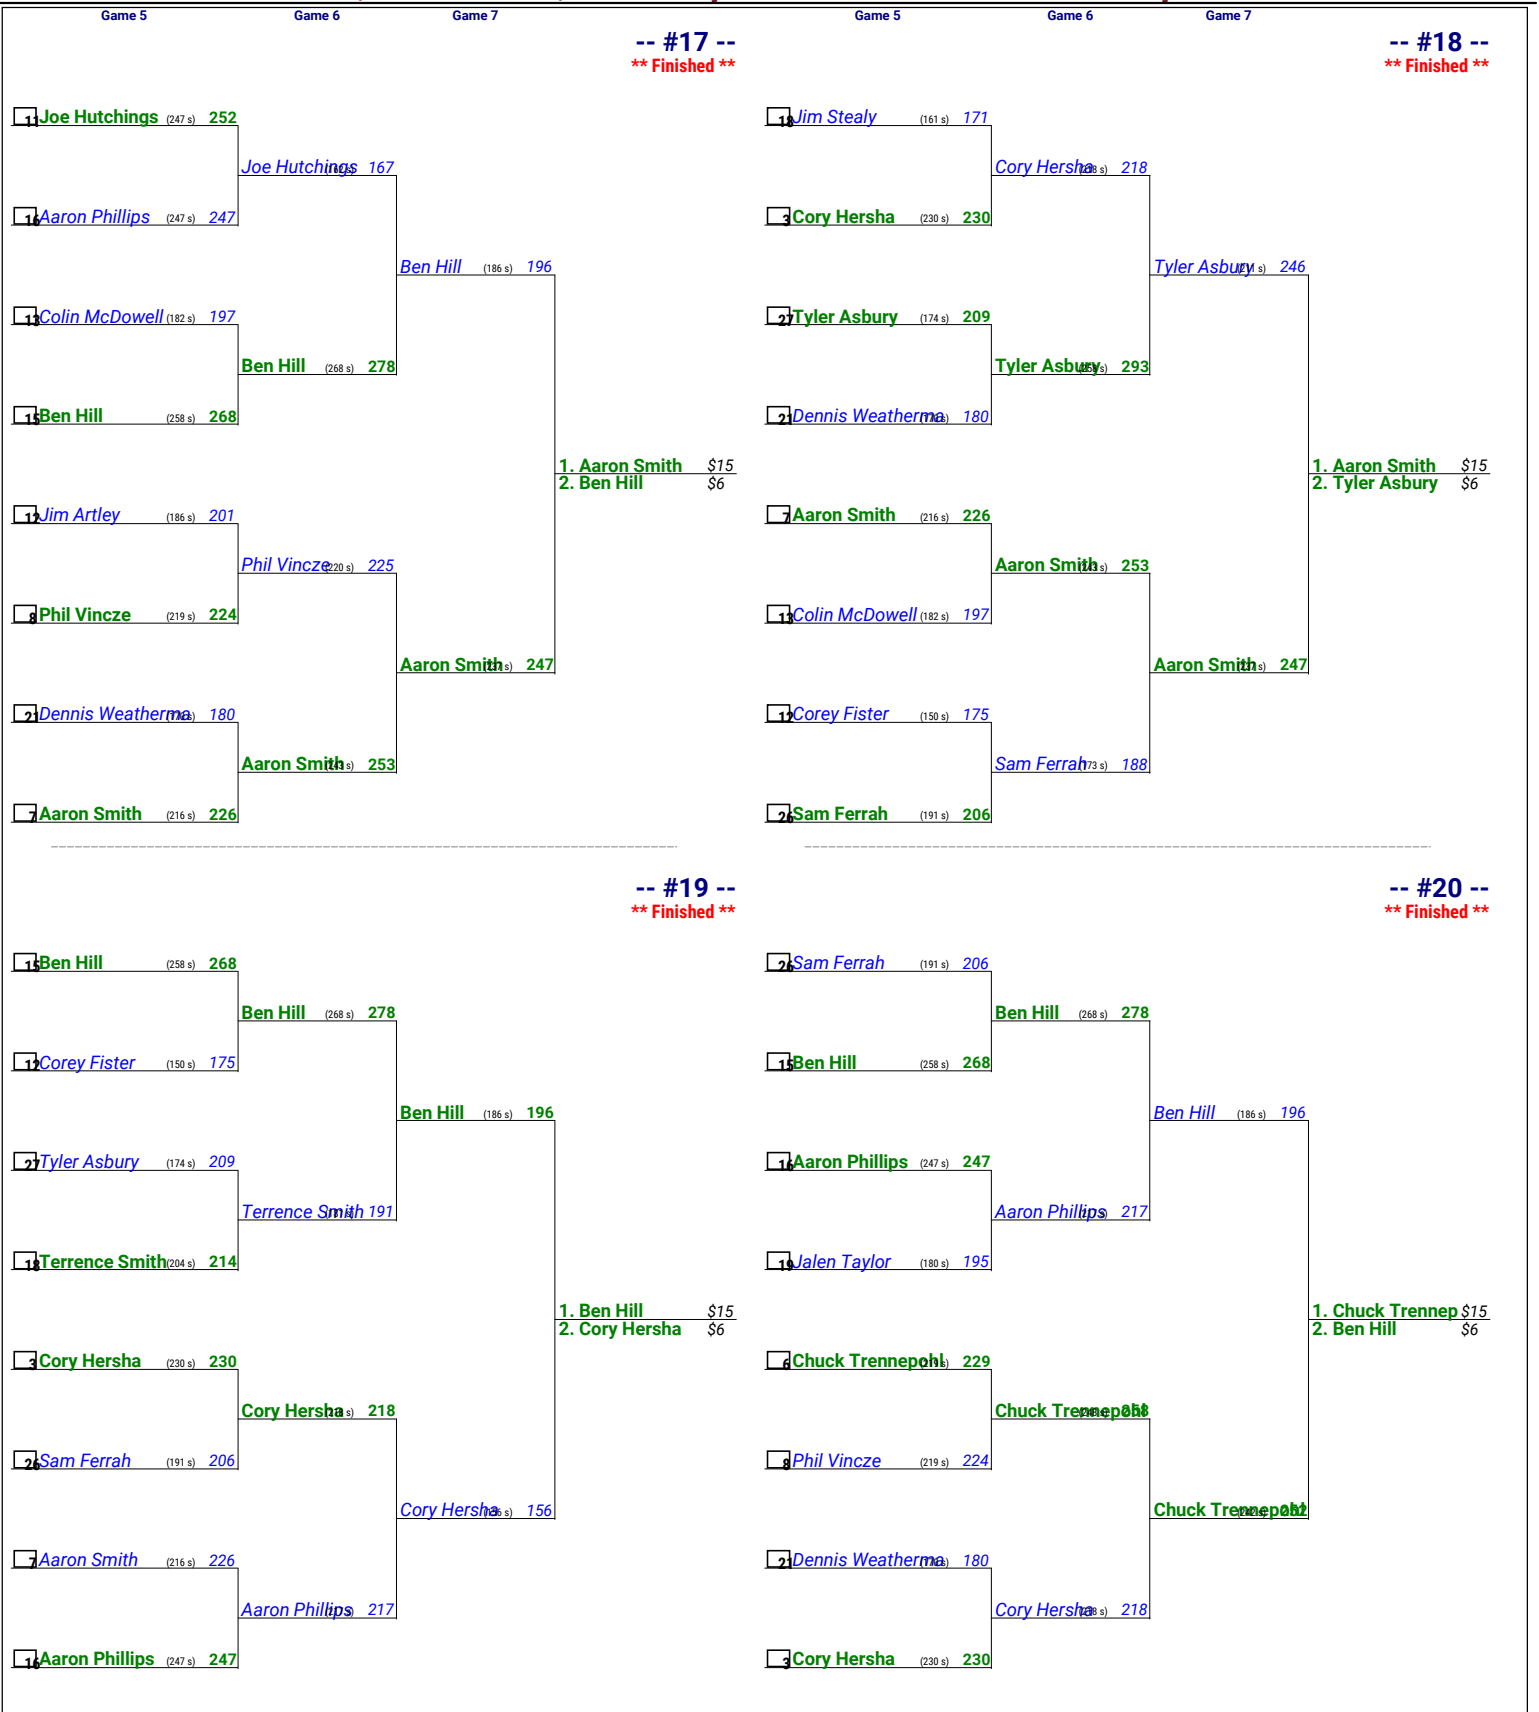 Game 5 Game 6 Game 7
-- #17 --
** Finished **
11 Joe Hutchings (247 s) 252
Joe Hutchings 167
16 Aaron Phillips (247 s) 247
Ben Hill (186 s) 196
13 Colin McDowell (182 s) 197
Ben Hill (268 s) 278
15 Ben Hill (258 s) 268
1. Aaron Smith $15
2. Ben Hill $6
12 Jim Artley (186 s) 201
Phil Vincze (220 s) 225
8 Phil Vincze (219 s) 224
Aaron Smith 247
21 Dennis Weatherma 180
Aaron Smith 253
7 Aaron Smith (216 s) 226
Game 5 Game 6 Game 7
-- #18 --
** Finished **
18 Jim Stealy (161 s) 171
Cory Hersha 218
3 Cory Hersha (230 s) 230
Tyler Asbury 246
27 Tyler Asbury (174 s) 209
Tyler Asbury 293
21 Dennis Weatherma 180
1. Aaron Smith $15
2. Tyler Asbury $6
7 Aaron Smith (216 s) 226
Aaron Smith 253
13 Colin McDowell (182 s) 197
Aaron Smith 247
12 Corey Fister (150 s) 175
Sam Ferrah (173 s) 188
26 Sam Ferrah (191 s) 206
-- #19 --
** Finished **
15 Ben Hill (258 s) 268
Ben Hill (268 s) 278
12 Corey Fister (150 s) 175
Ben Hill (186 s) 196
27 Tyler Asbury (174 s) 209
Terrence Smith 191
18 Terrence Smith (204 s) 214
1. Ben Hill $15
2. Cory Hersha $6
3 Cory Hersha (230 s) 230
Cory Hersha 218
26 Sam Ferrah (191 s) 206
Cory Hersha 156
7 Aaron Smith (216 s) 226
Aaron Phillips 217
16 Aaron Phillips (247 s) 247
-- #20 --
** Finished **
26 Sam Ferrah (191 s) 206
Ben Hill (268 s) 278
15 Ben Hill (258 s) 268
Ben Hill (186 s) 196
16 Aaron Phillips (247 s) 247
Aaron Phillips 217
19 Jalen Taylor (180 s) 195
1. Chuck Trennep $15
2. Ben Hill $6
6 Chuck Trennepohl 229
Chuck Trennepohl
8 Phil Vincze (219 s) 224
Chuck Trennepohl
21 Dennis Weatherma 180
Cory Hersha 218
3 Cory Hersha (230 s) 230